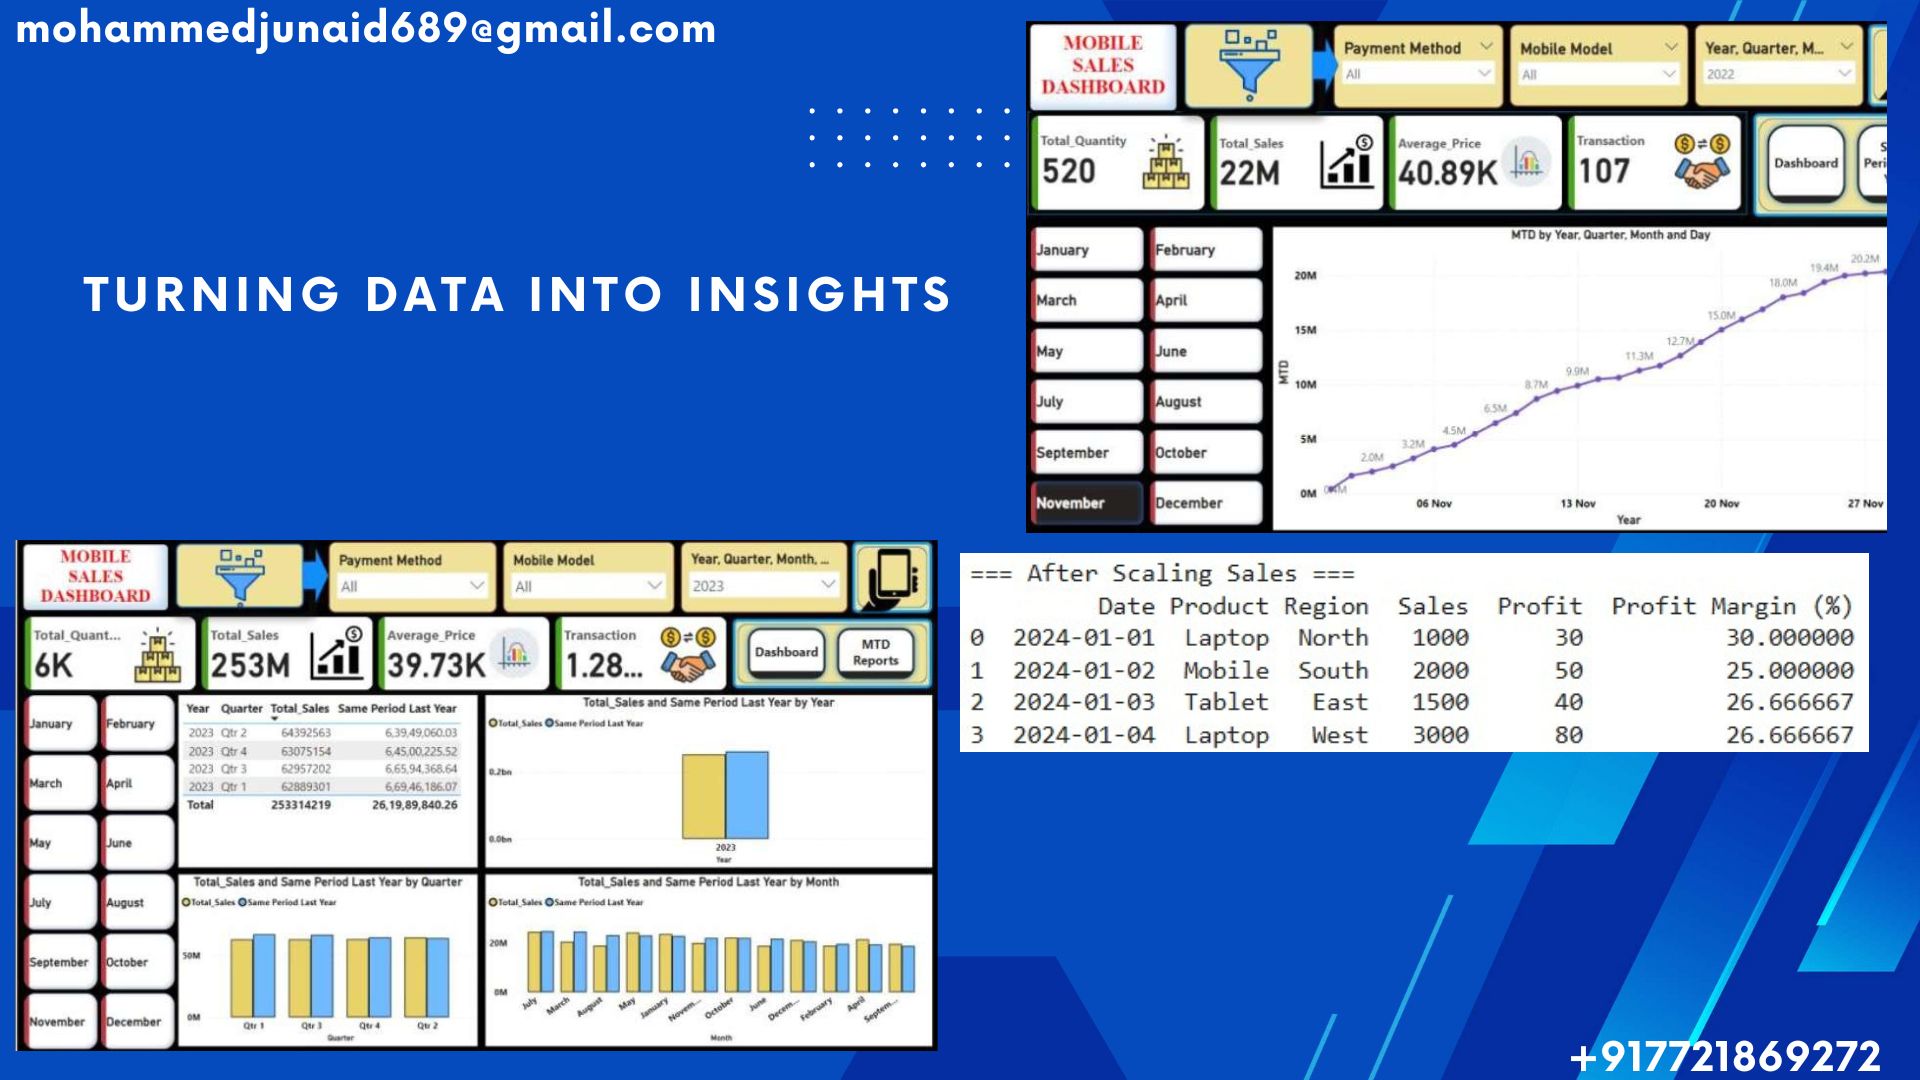 mohammedjunaid689@gmail.com
TURNING DATA INTO INSIGHTS
MOBILE
SALES
DASHBOARD
Payment Method
All
Mobile Model
All
Year, Quarter, M...
2022
Total_Quantity
520
Total_Sales
22M
Average_Price
40.89K
Transaction
107
Dashboard
Peri
January
February
March
April
May
June
July
August
September
October
November
December
MTD by Year, Quarter, Month and Day
MTD
20M
15M
10M
5M
0M
2.0M
3.2M
4.5M
6.5M
8.7M
9.9M
11.3M
12.7M
15.0M
18.0M
19.4M
20.2M
06 Nov
13 Nov
20 Nov
27 Nov
Year
MOBILE
SALES
DASHBOARD
Payment Method
All
Mobile Model
All
Year, Quarter, Month, ...
2023
Total_Quant...
6K
Total_Sales
253M
Average_Price
39.73K
Transaction
1.28...
Dashboard
MTD
Reports
January
February
March
April
May
June
July
August
September
October
November
December
Year Quarter Total_Sales Same Period Last Year
2023 Qtr 2 64392563 6,39,49,060.03
2023 Qtr 4 63075154 6,45,00,225.52
2023 Qtr 3 62957202 6,65,94,368.64
2023 Qtr 1 62889301 6,69,46,186.07
Total 253314219 26,19,89,840.26
Total_Sales and Same Period Last Year by Year
Total_Sales Same Period Last Year
0.2bn
0.0bn
2023
Year
Total_Sales and Same Period Last Year by Quarter
Total_Sales Same Period Last Year
50M
0M
Qtr 1 Qtr 3 Qtr 4 Qtr 2
Quarter
Total_Sales and Same Period Last Year by Month
Total_Sales Same Period Last Year
20M
0M
July March August May January Novem... October June Decem... February April Septem...
Month
=== After Scaling Sales ===
Date Product Region Sales Profit Profit Margin (%)
0 2024-01-01 Laptop North 1000 30 30.000000
1 2024-01-02 Mobile South 2000 50 25.000000
2 2024-01-03 Tablet East 1500 40 26.666667
3 2024-01-04 Laptop West 3000 80 26.666667
+917721869272